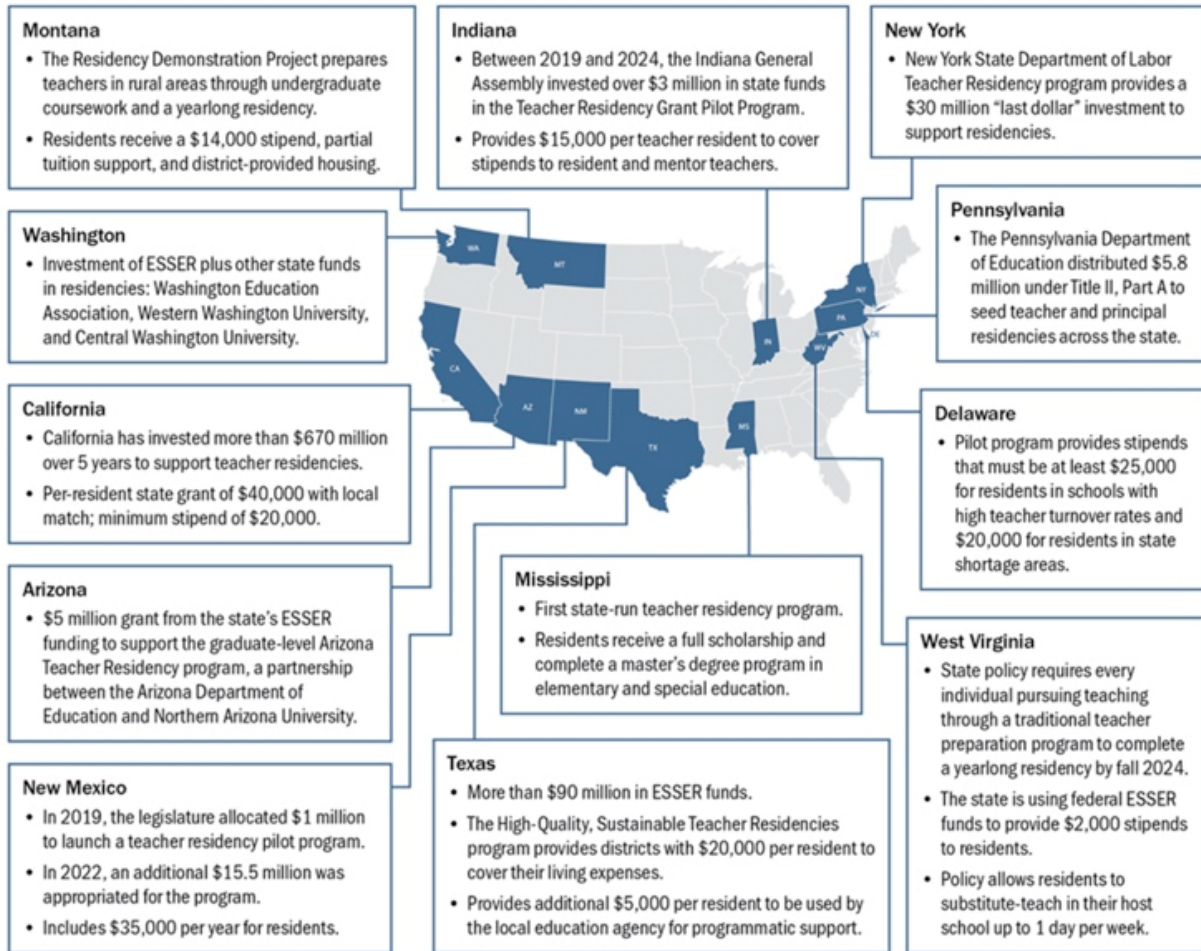 Montana
• The Residency Demonstration Project prepares
teachers in rural areas through undergraduate
coursework and a yearlong residency.
• Residents receive a $14,000 stipend, partial
tuition support, and district-provided housing.
Indiana
• Between 2019 and 2024, the Indiana General
Assembly invested over $3 million in state funds
in the Teacher Residency Grant Pilot Program.
• Provides $15,000 per teacher resident to cover
stipends to resident and mentor teachers.
New York
• New York State Department of Labor
Teacher Residency program provides a
$30 million “last dollar” investment to
support residencies.
Washington
• Investment of ESSER plus other state funds
in residencies: Washington Education
Association, Western Washington University,
and Central Washington University.
Pennsylvania
• The Pennsylvania Department
of Education distributed $5.8
million under Title II, Part A to
seed teacher and principal
residencies across the state.
WA
MT
NY
PA
DE
IN
WV
CA
AZ
NM
TX
MS
California
• California has invested more than $670 million
over 5 years to support teacher residencies.
• Per-resident state grant of $40,000 with local
match; minimum stipend of $20,000.
Delaware
• Pilot program provides stipends
that must be at least $25,000
for residents in schools with
high teacher turnover rates and
$20,000 for residents in state
shortage areas.
Arizona
• $5 million grant from the state’s ESSER
funding to support the graduate-level Arizona
Teacher Residency program, a partnership
between the Arizona Department of
Education and Northern Arizona University.
Mississippi
• First state-run teacher residency program.
• Residents receive a full scholarship and
complete a master’s degree program in
elementary and special education.
West Virginia
• State policy requires every
individual pursuing teaching
through a traditional teacher
preparation program to complete
a yearlong residency by fall 2024.
• The state is using federal ESSER
funds to provide $2,000 stipends
to residents.
• Policy allows residents to
substitute-teach in their host
school up to 1 day per week.
New Mexico
• In 2019, the legislature allocated $1 million
to launch a teacher residency pilot program.
• In 2022, an additional $15.5 million was
appropriated for the program.
• Includes $35,000 per year for residents.
Texas
• More than $90 million in ESSER funds.
• The High-Quality, Sustainable Teacher Residencies
program provides districts with $20,000 per resident to
cover their living expenses.
• Provides additional $5,000 per resident to be used by
the local education agency for programmatic support.